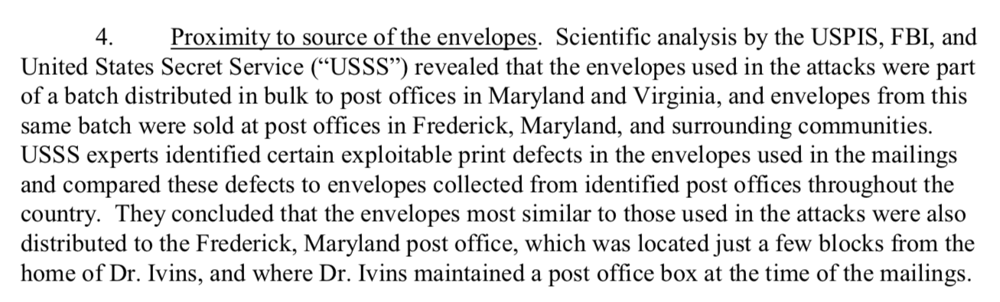 4. Proximity to source of the envelopes. Scientific analysis by the USPIS, FBI, and
United States Secret Service (“USSS”) revealed that the envelopes used in the attacks were part
of a batch distributed in bulk to post offices in Maryland and Virginia, and envelopes from this
same batch were sold at post offices in Frederick, Maryland, and surrounding communities.
USSS experts identified certain exploitable print defects in the envelopes used in the mailings
and compared these defects to envelopes collected from identified post offices throughout the
country. They concluded that the envelopes most similar to those used in the attacks were also
distributed to the Frederick, Maryland post office, which was located just a few blocks from the
home of Dr. Ivins, and where Dr. Ivins maintained a post office box at the time of the mailings.